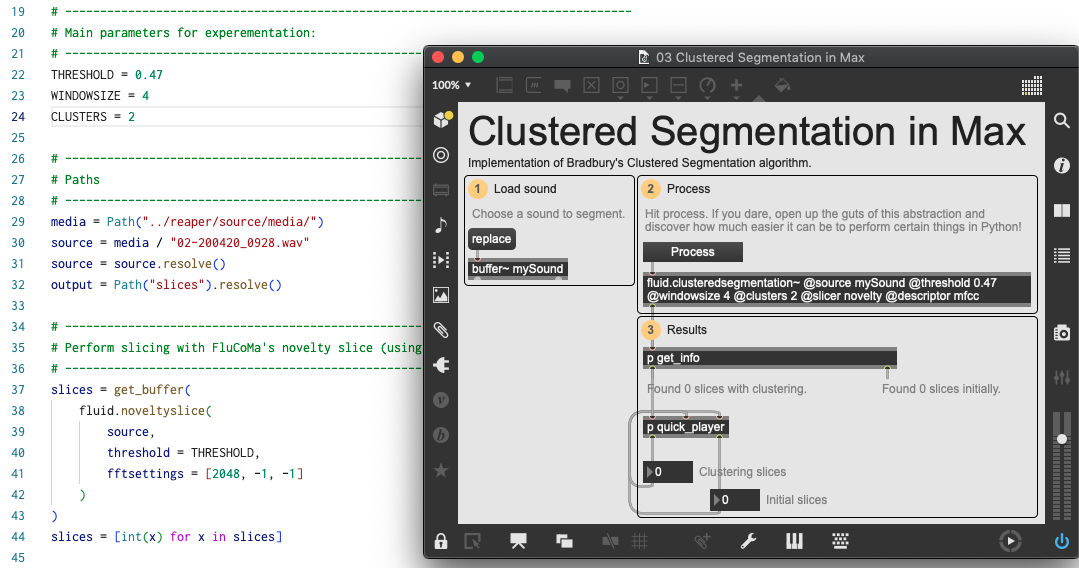 19 # --------------------------------------------------------------------------------
20 # Main parameters for experementation:
21 # --------------------------------------------------
22 THRESHOLD = 0.47
23 WINDOWSIZE = 4
24 CLUSTERS = 2
25
26 # --------------------------------------------------
27 # Paths
28 # --------------------------------------------------
29 media = Path("../reaper/source/media/")
30 source = media / "02-200420_0928.wav"
31 source = source.resolve()
32 output = Path("slices").resolve()
33
34 # --------------------------------------------------
35 # Perform slicing with FluCoMa's novelty slice (using
36 # --------------------------------------------------
37 slices = get_buffer(
38 fluid.noveltyslice(
39 source,
40 threshold = THRESHOLD,
41 fftsettings = [2048, -1, -1]
42 )
43 )
44 slices = [int(x) for x in slices]
45
03 Clustered Segmentation in Max
100%
Clustered Segmentation in Max
Implementation of Bradbury's Clustered Segmentation algorithm.
1 Load sound
Choose a sound to segment.
replace
buffer~ mySound
2 Process
Hit process. If you dare, open up the guts of this abstraction and
discover how much easier it can be to perform certain things in Python!
Process
fluid.clusteredsegmentation~ @source mySound @threshold 0.47
@windowsize 4 @clusters 2 @slicer novelty @descriptor mfcc
3 Results
p get_info
Found 0 slices with clustering. Found 0 slices initially.
p quick_player
0 Clustering slices
0 Initial slices